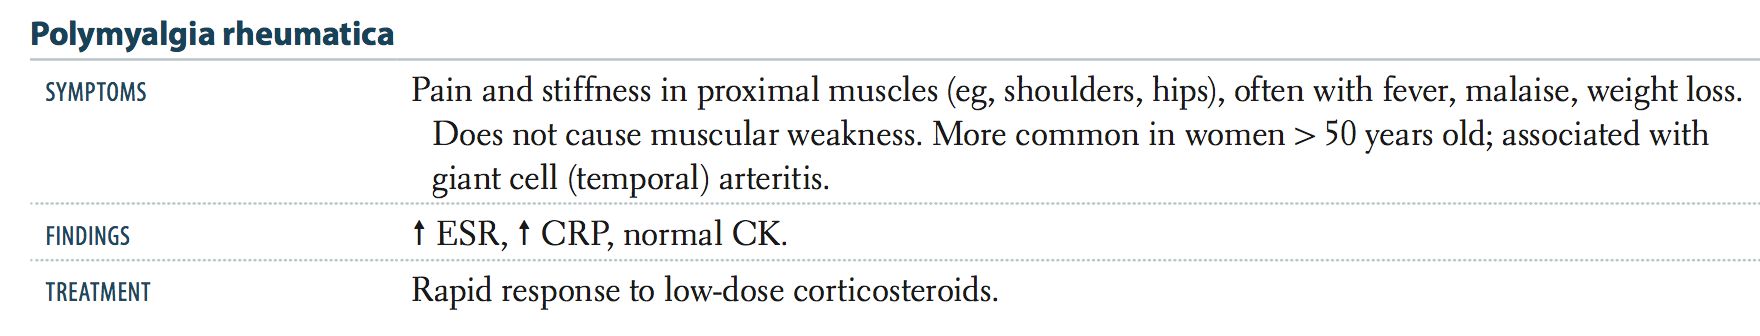 Polymyalgia rheumatica
SYMPTOMS Pain and stiffness in proximal muscles (eg, shoulders, hips), often with fever, malaise, weight loss.
Does not cause muscular weakness. More common in women > 50 years old; associated with
giant cell (temporal) arteritis.
FINDINGS ↑ ESR, ↑ CRP, normal CK.
TREATMENT Rapid response to low-dose corticosteroids.